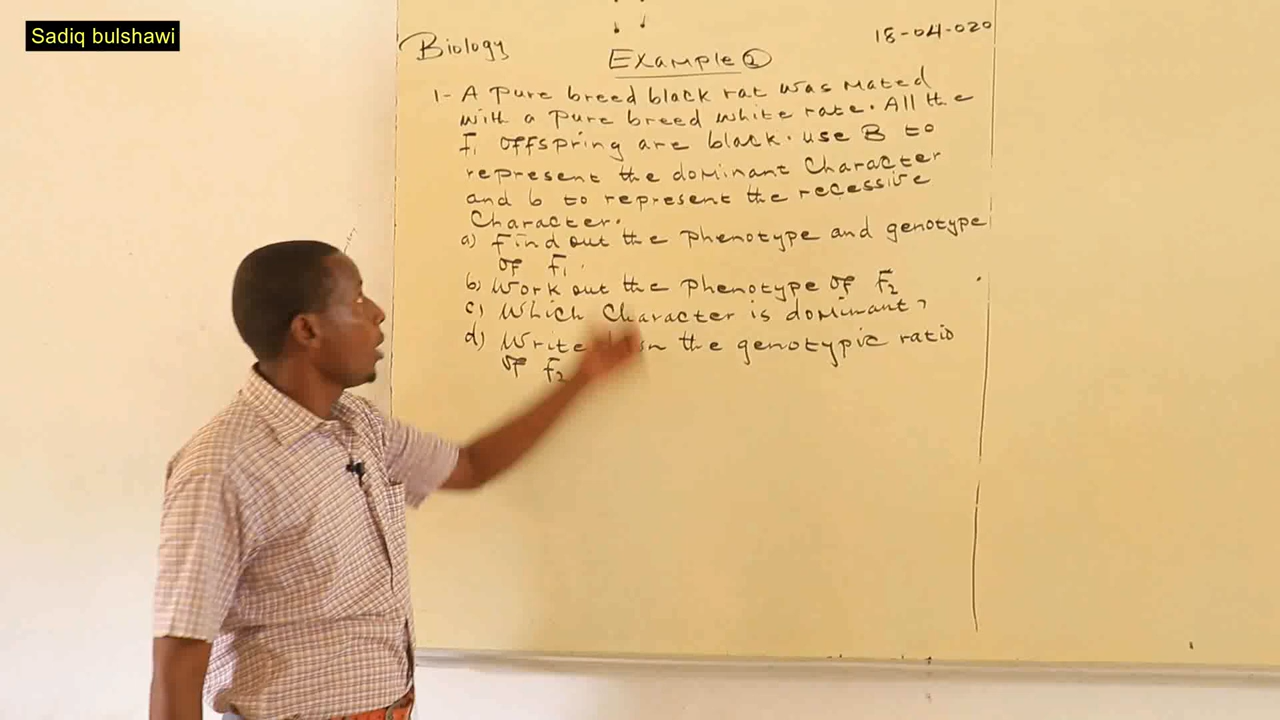 Sadiq bulshawi
Biology
18-04-020
Example 2
1- A pure breed black rat was mated
with a pure breed white rate. All the
F1 offspring are black. use B to
represent the dominant character
and b to represent the recessive
character.
a) Find out the phenotype and genotype
of F1.
b) Work out the phenotype of F2
c) Which character is dominant?
d) Write the genotypic ratio
of F2